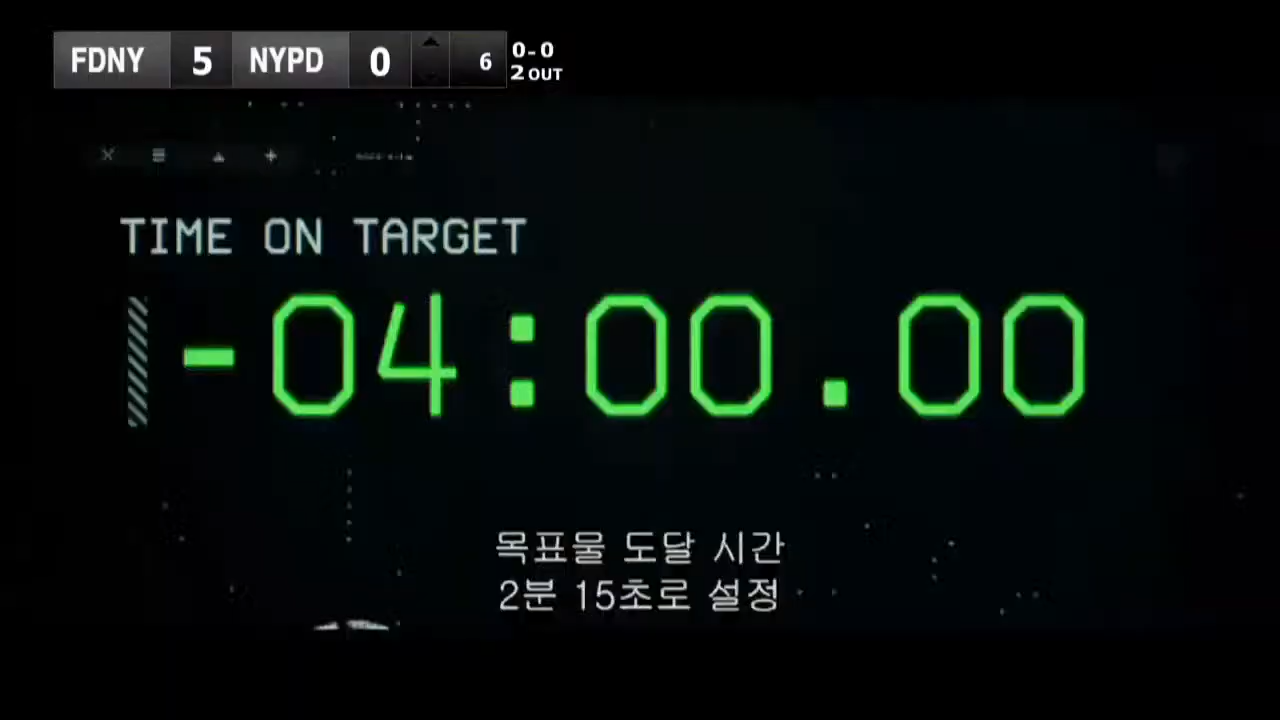 FDNY 5 NYPD 0 6 0-0
2 OUT
TIME ON TARGET
-04:00.00
목표물 도달 시간
2분 15초로 설정